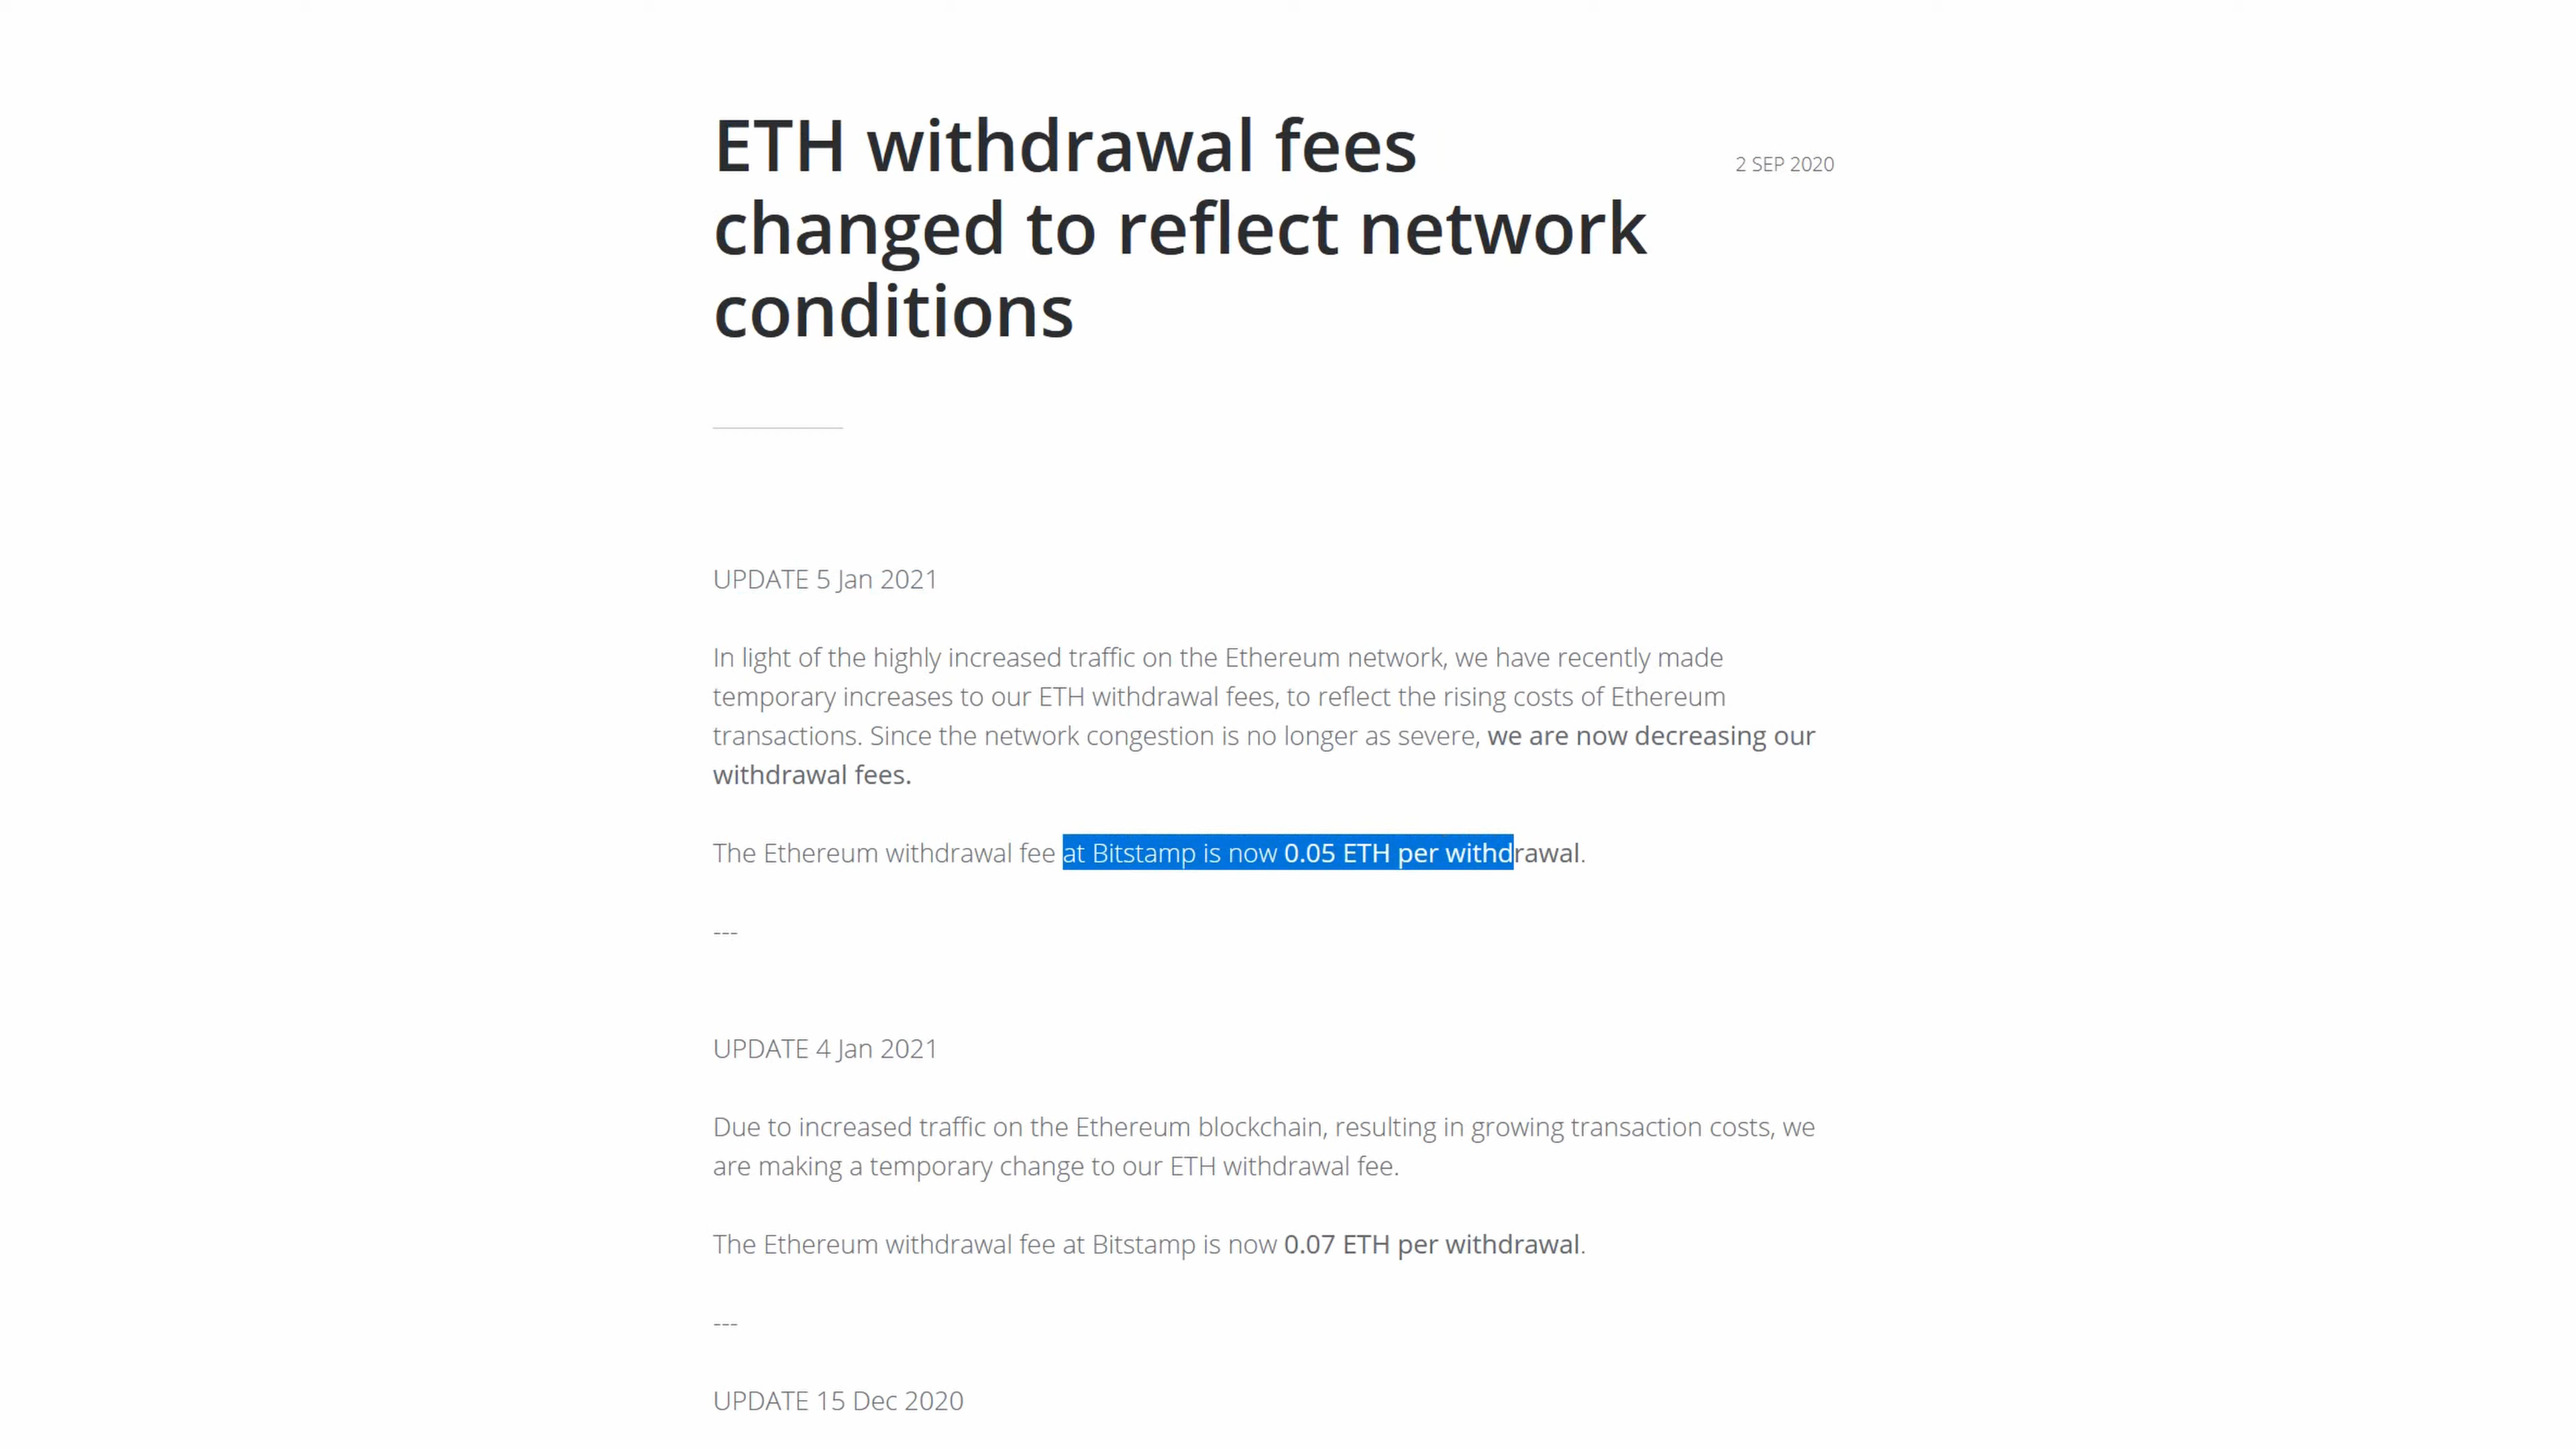 ETH withdrawal fees
changed to reflect network
conditions
2 SEP 2020
UPDATE 5 Jan 2021
In light of the highly increased traffic on the Ethereum network, we have recently made
temporary increases to our ETH withdrawal fees, to reflect the rising costs of Ethereum
transactions. Since the network congestion is no longer as severe, we are now decreasing our
withdrawal fees.
The Ethereum withdrawal fee at Bitstamp is now 0.05 ETH per withdrawal.
---
UPDATE 4 Jan 2021
Due to increased traffic on the Ethereum blockchain, resulting in growing transaction costs, we
are making a temporary change to our ETH withdrawal fee.
The Ethereum withdrawal fee at Bitstamp is now 0.07 ETH per withdrawal.
---
UPDATE 15 Dec 2020